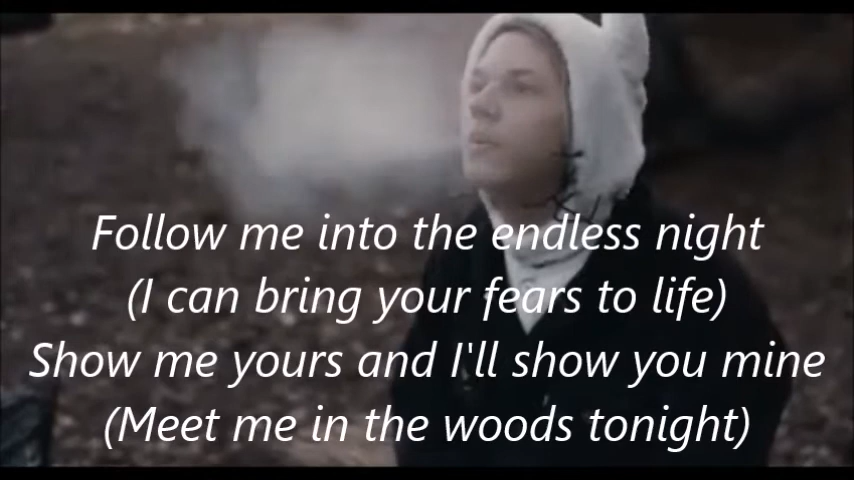 Follow me into the endless night
(I can bring your fears to life)
Show me yours and I'll show you mine
(Meet me in the woods tonight)